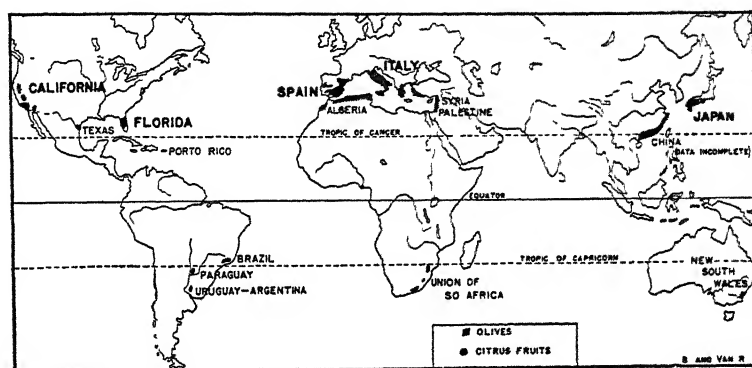 ITALY
CALIFORNIA
SPAIN
SYRIA
PALESTINE
ALGERIA
JAPAN
TEXAS
FLORIDA
TROPIC OF CANCER
CHINA
(DATA INCOMPLETE)
PORTO RICO
EQUATOR
BRAZIL
TROPIC OF CAPRICORN
NEW
SOUTH
WALES
PARAGUAY
UNION OF
SO AFRICA
URUGUAY—ARGENTINA
OLIVES
CITRUS FRUITS
B AND VAN R